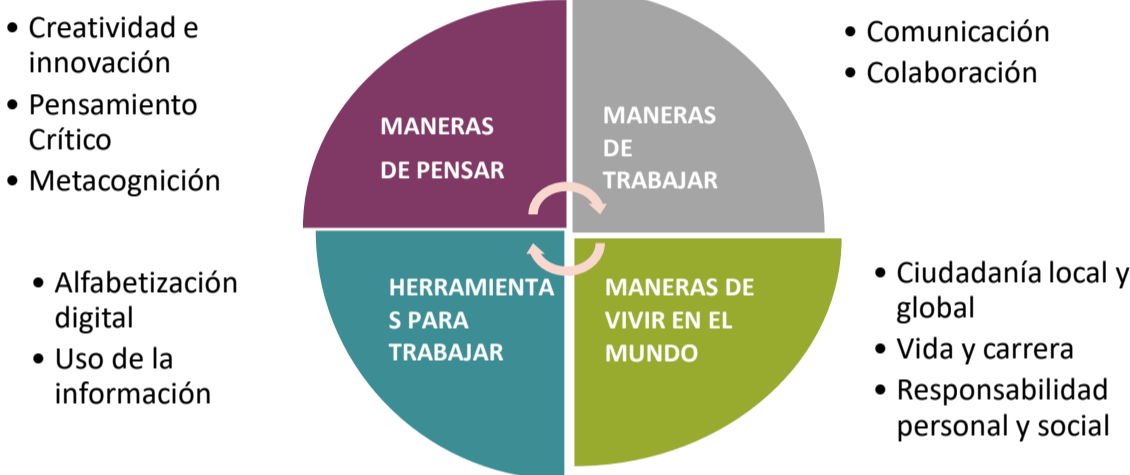 • Creatividad e
innovación
• Pensamiento
Crítico
• Metacognición
MANERAS
DE PENSAR
MANERAS
DE
TRABAJAR
• Comunicación
• Colaboración
• Alfabetización
digital
• Uso de la
información
HERRAMIENTA
S PARA
TRABAJAR
MANERAS DE
VIVIR EN EL
MUNDO
• Ciudadanía local y
global
• Vida y carrera
• Responsabilidad
personal y social